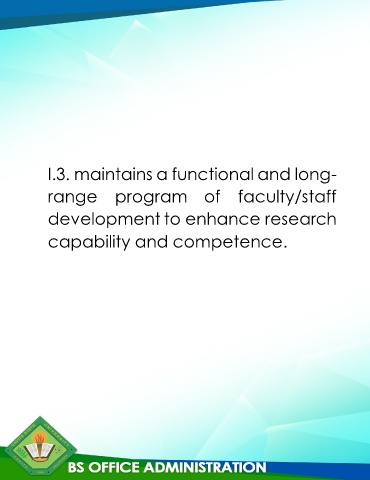 I.3. maintains a functional and long-
range program of faculty/staff
development to enhance research
capability and competence.
BS OFFICE ADMINISTRATION